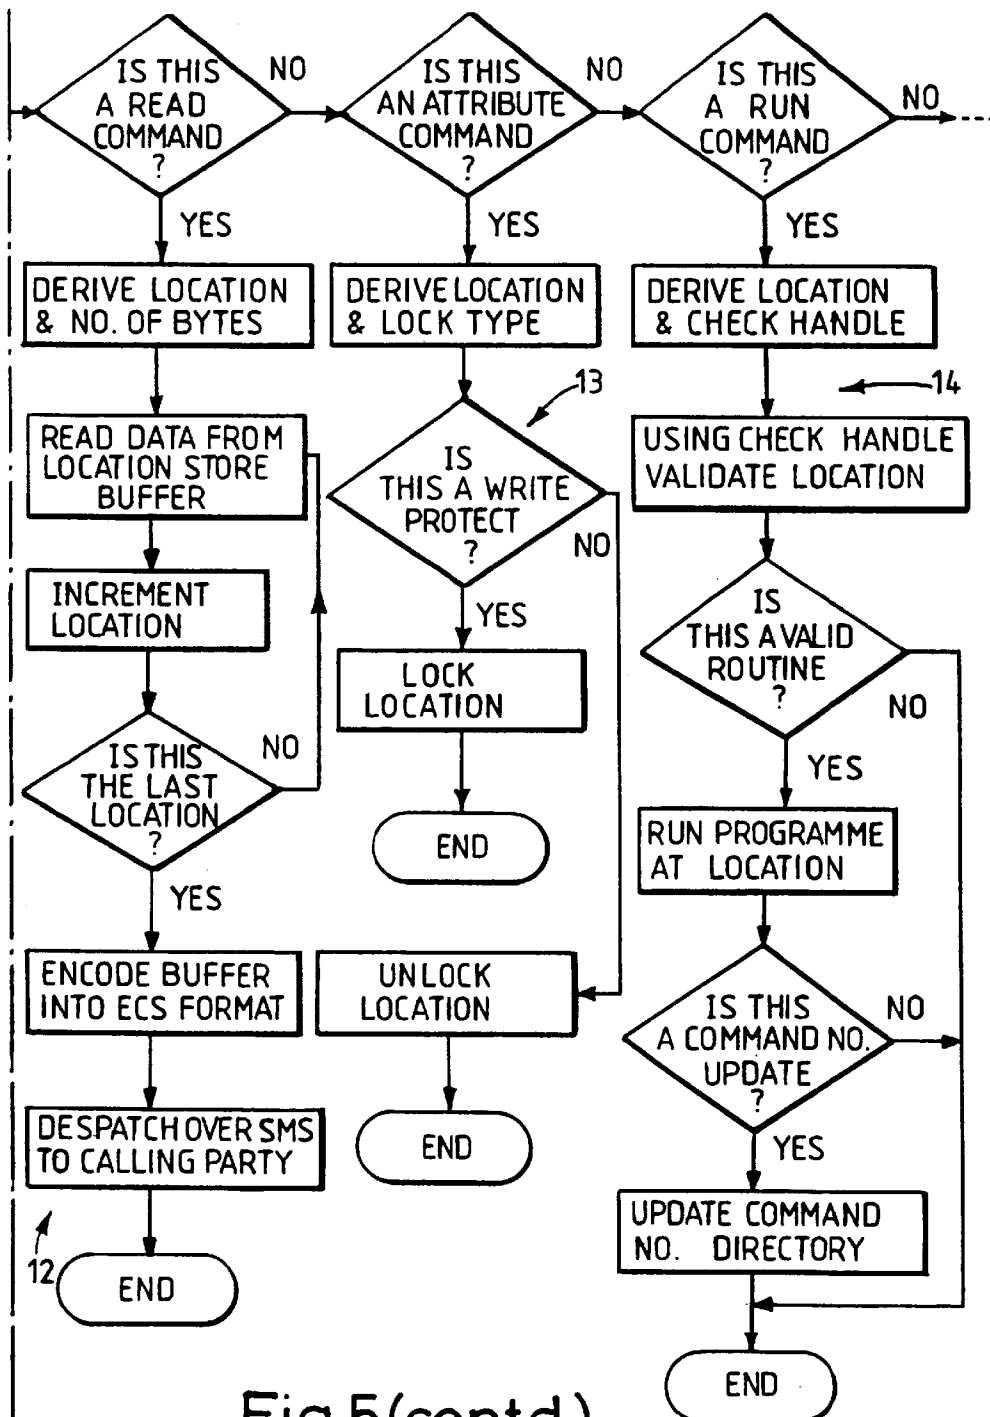 IS THIS
A READ
COMMAND
?
NO
YES
DERIVE LOCATION
& NO. OF BYTES
READ DATA FROM
LOCATION STORE
BUFFER
INCREMENT
LOCATION
IS THIS
THE LAST
LOCATION
?
NO
YES
ENCODE BUFFER
INTO ECS FORMAT
DESPATCH OVER SMS
TO CALLING PARTY
12
END
IS THIS
AN ATTRIBUTE
COMMAND
?
NO
YES
DERIVE LOCATION
& LOCK TYPE
13
IS
THIS A WRITE
PROTECT
?
NO
YES
LOCK
LOCATION
END
UNLOCK
LOCATION
END
IS THIS
A RUN
COMMAND
?
NO
YES
DERIVE LOCATION
& CHECK HANDLE
14
USING CHECK HANDLE
VALIDATE LOCATION
IS
THIS A VALID
ROUTINE
?
NO
YES
RUN PROGRAMME
AT LOCATION
IS THIS
A COMMAND NO.
UPDATE
?
NO
YES
UPDATE COMMAND
NO. DIRECTORY
END
Fig.5(contd.)